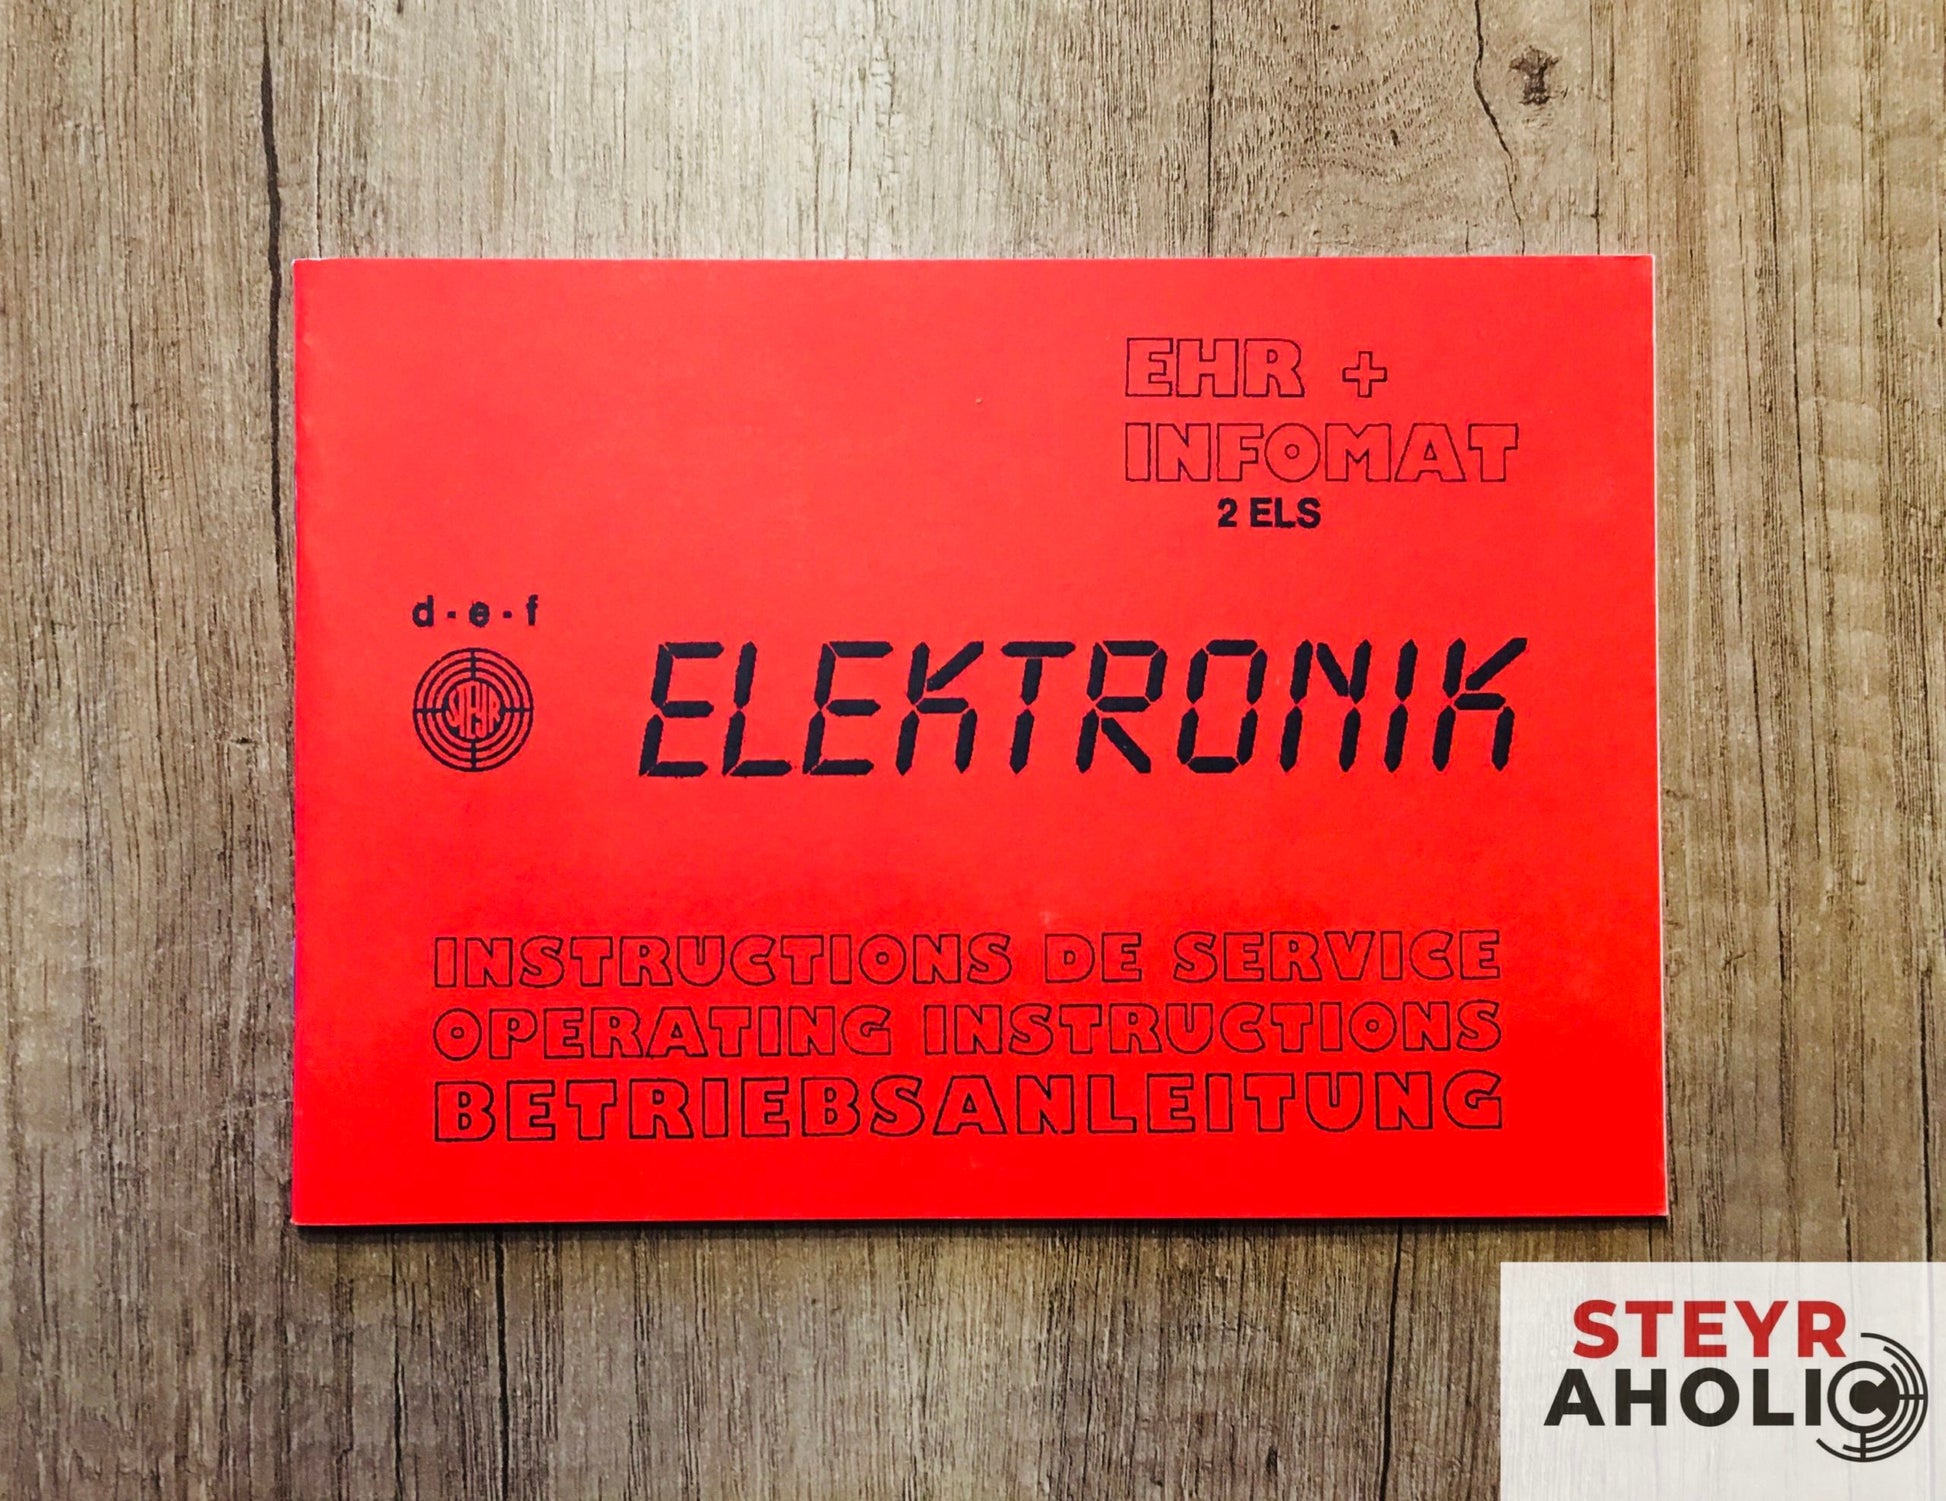 EHR +
INFOMAT
2 ELS
d - e - f
STEYR
ELEKTRONIK
INSTRUCTIONS DE SERVICE
OPERATING INSTRUCTIONS
BETRIEBSANLEITUNG
STEYR
AHOLIC